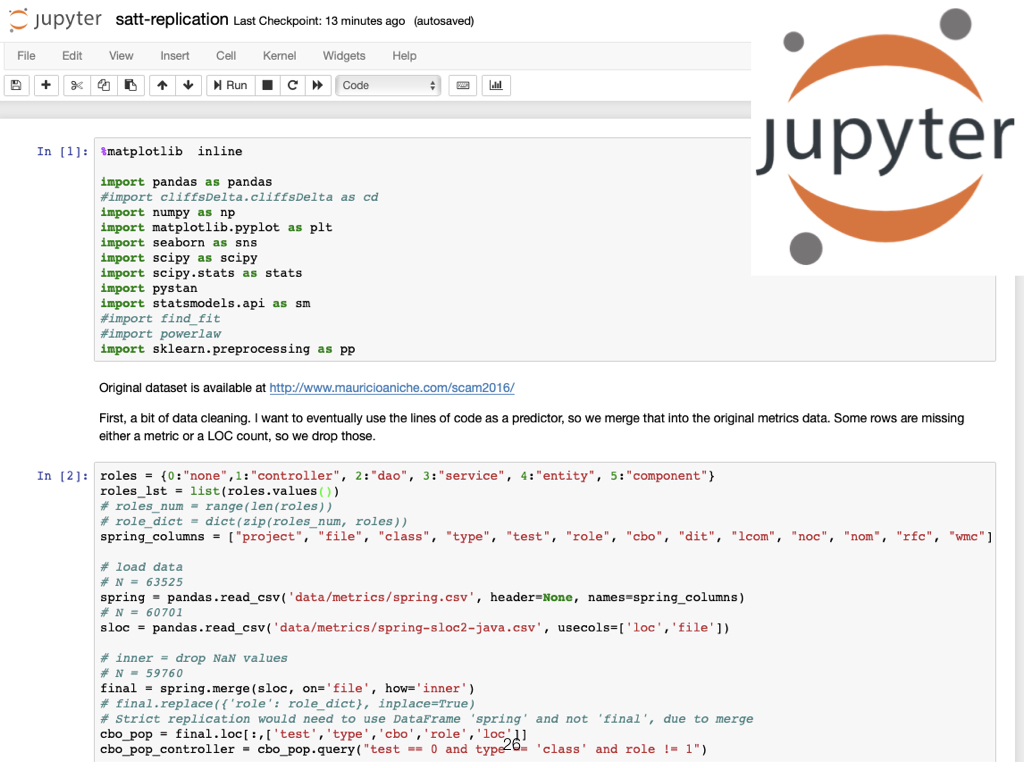 jupyter satt-replication Last Checkpoint: 13 minutes ago (autosaved)
File Edit View Insert Cell Kernel Widgets Help
Run Code
jupyter
In [1]: %matplotlib inline
import pandas as pandas
#import cliffsDelta.cliffsDelta as cd
import numpy as np
import matplotlib.pyplot as plt
import seaborn as sns
import scipy as scipy
import scipy.stats as stats
import pystan
import statsmodels.api as sm
#import find_fit
#import powerlaw
import sklearn.preprocessing as pp
Original dataset is available at http://www.mauricioaniche.com/scam2016/
First, a bit of data cleaning. I want to eventually use the lines of code as a predictor, so we merge that into the original metrics data. Some rows are missing
either a metric or a LOC count, so we drop those.
In [2]: roles = {0:"none",1:"controller", 2:"dao", 3:"service", 4:"entity", 5:"component"}
roles_lst = list(roles.values())
# roles_num = range(len(roles))
# role_dict = dict(zip(roles_num, roles))
spring_columns = ["project", "file", "class", "type", "test", "role", "cbo", "dit", "lcom", "noc", "nom", "rfc", "wmc"]
# load data
# N = 63525
spring = pandas.read_csv('data/metrics/spring.csv', header=None, names=spring_columns)
# N = 60701
sloc = pandas.read_csv('data/metrics/spring-sloc2-java.csv', usecols=['loc','file'])
# inner = drop NaN values
# N = 59760
final = spring.merge(sloc, on='file', how='inner')
# final.replace({'role': role_dict}, inplace=True)
# Strict replication would need to use DataFrame 'spring' and not 'final', due to merge
cbo_pop = final.loc[:,['test','type','cbo','role','loc']]
cbo_pop_controller = cbo_pop.query("test == 0 and type == 'class' and role != 1")
26